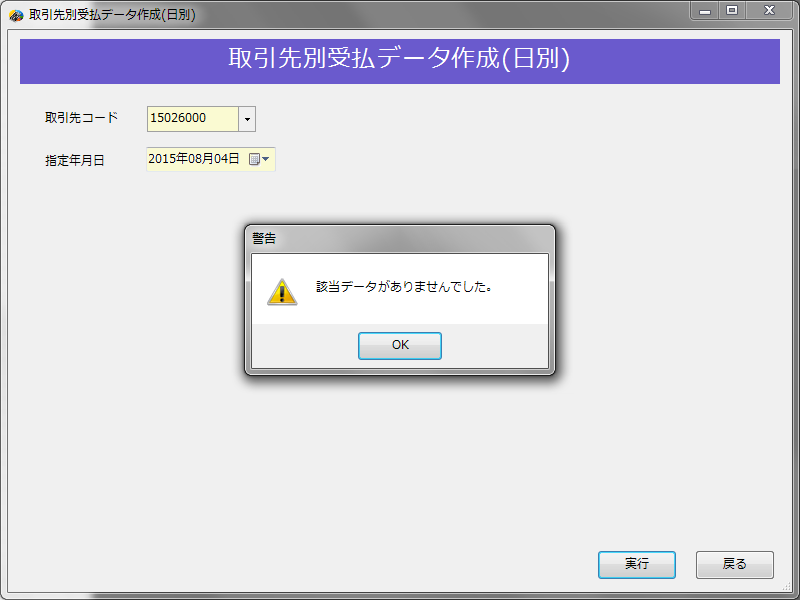 取引先別受払データ作成(日別)
取引先別受払データ作成(日別)
取引先コード 15026000
指定年月日 2015年08月04日
警告
該当データがありませんでした。
OK
実行 戻る